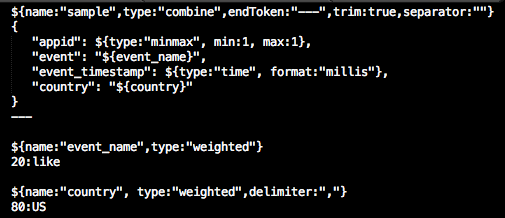 ${name:"sample",type:"combine",endToken:"---",trim:true,separator:""}
{
   "appid": ${type:"minmax", min:1, max:1},
   "event": "${event_name}",
   "event_timestamp": ${type:"time", format:"millis"},
   "country": "${country}"
}
---
${name:"event_name",type:"weighted"}
20:like
${name:"country", type:"weighted",delimiter:","}
80:US